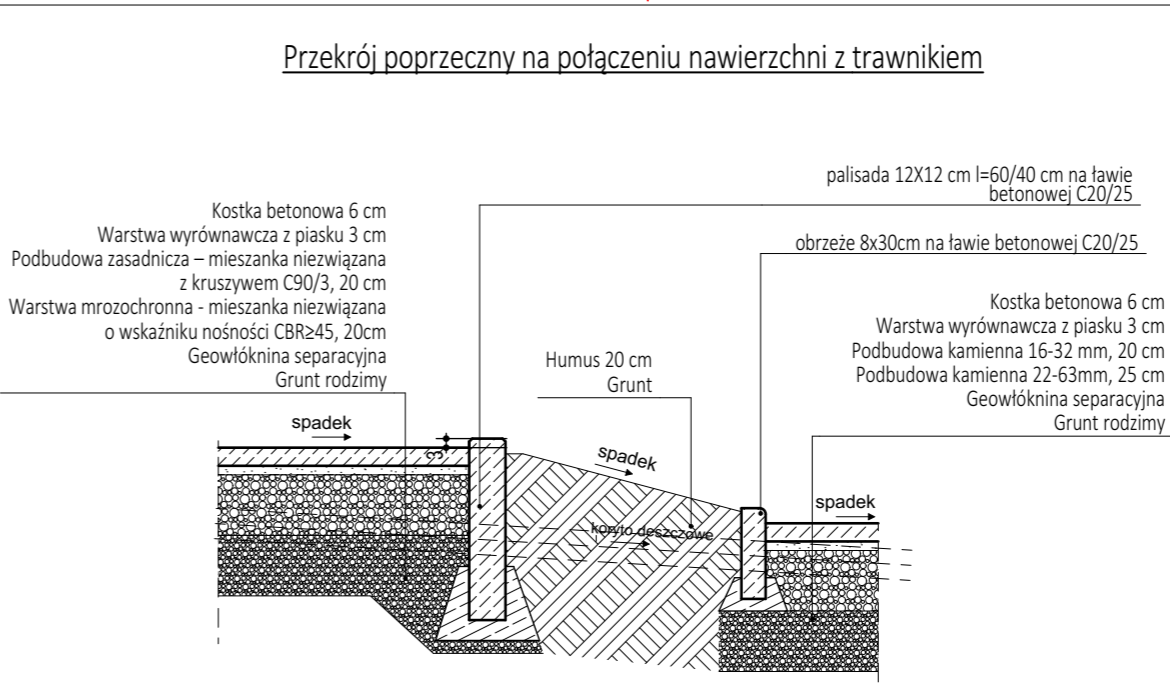 Przekrój poprzeczny na połączeniu nawierzchni z trawnikiem
palisada 12X12 cm l=60/40 cm na ławie
betonowej C20/25
obrzeże 8x30cm na ławie betonowej C20/25
Kostka betonowa 6 cm
Warstwa wyrównawcza z piasku 3 cm
Podbudowa zasadnicza – mieszanka niezwiązana
z kruszywem C90/3, 20 cm
Warstwa mrozochronna - mieszanka niezwiązana
o wskaźniku nośności CBR≥45, 20cm
Geowłóknina separacyjna
Grunt rodzimy
Humus 20 cm
Grunt
Kostka betonowa 6 cm
Warstwa wyrównawcza z piasku 3 cm
Podbudowa kamienna 16-32 mm, 20 cm
Podbudowa kamienna 22-63mm, 25 cm
Geowłóknina separacyjna
Grunt rodzimy
spadek
3
spadek
spadek
koryto deszczowe